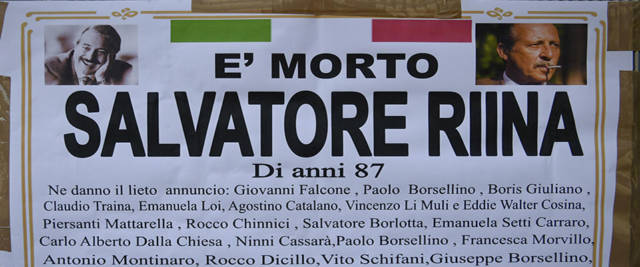 E' MORTO
SALVATORE RIINA
Di anni 87
Ne danno il lieto annuncio: Giovanni Falcone , Paolo Borsellino , Boris Giuliano ,
Claudio Traina, Emanuela Loi, Agostino Catalano, Vincenzo Li Muli e Eddie Walter Cosina,
Piersanti Mattarella , Rocco Chinnici , Salvatore Borlotta, Emanuela Setti Carraro,
Carlo Alberto Dalla Chiesa , Ninni Cassarà,Paolo Borsellino , Francesca Morvillo,
Antonio Montinaro, Rocco Dicillo,Vito Schifani,Giuseppe Borsellino,